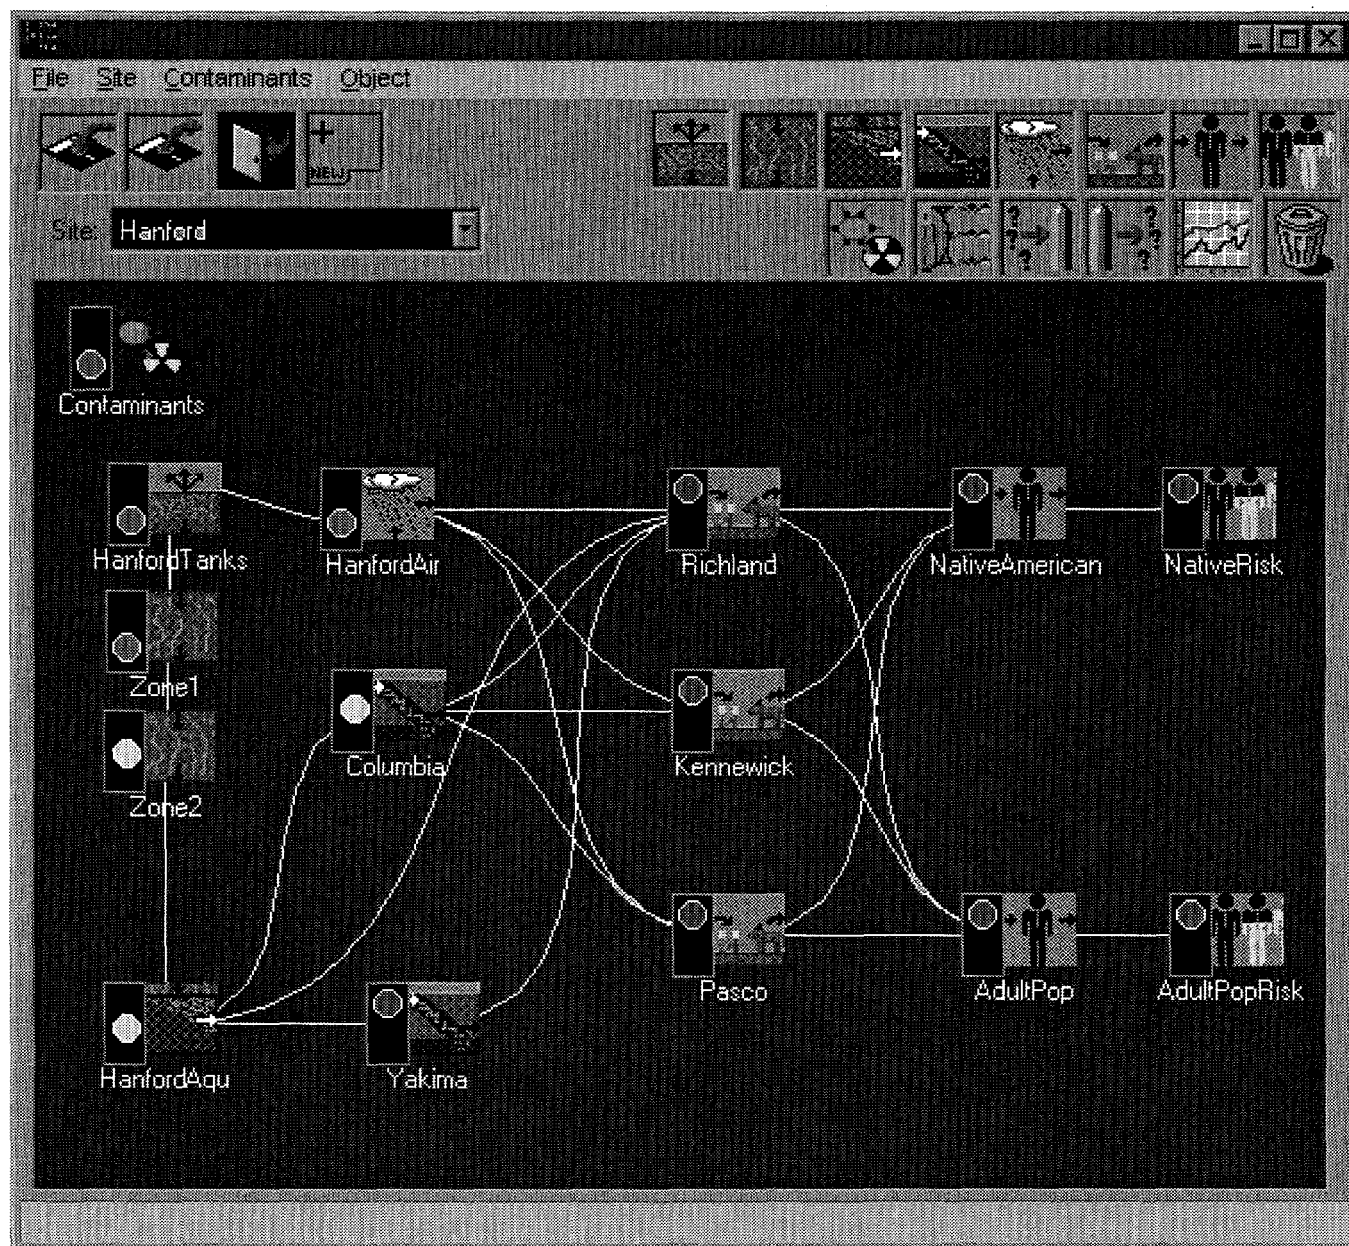 File Site Contaminants Object
+
NEW
? ?
? ?
? ?
Site: Hanford
Contaminants
HanfordTanks HanfordAir Richland NativeAmerican NativeRisk
Zone1
Columbia Kennewick
Zone2
Pasco AdultPop AdultPopRisk
HanfordAqu Yakima